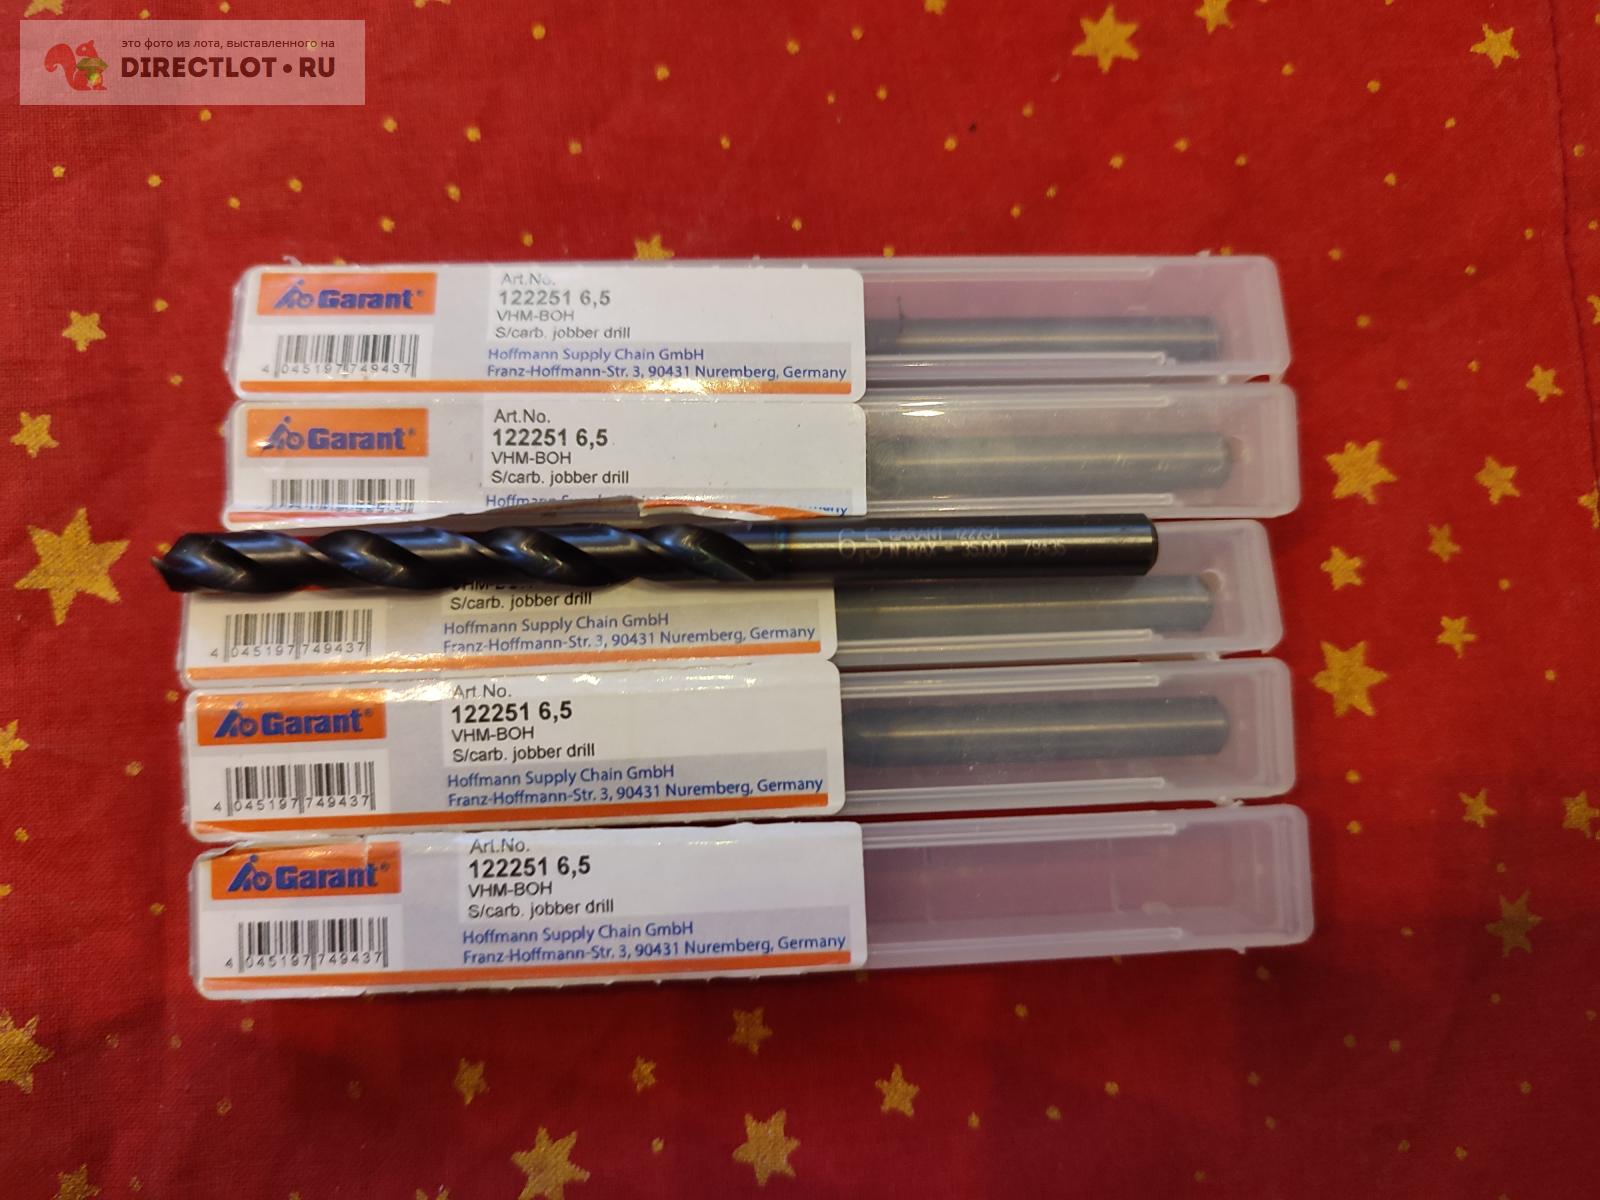 это фото из лота, выставленного на
DIRECTLOT•RU
Garant®
Art.No.
122251 6,5
VHM-BOH
S/carb. jobber drill
Hoffmann Supply Chain GmbH
Franz-Hoffmann-Str. 3, 90431 Nuremberg, Germany
4 045197 749437
Garant®
Art.No.
122251 6,5
VHM-BOH
S/carb. jobber drill
6,5 GARANT 122251
N MAX = 35.000
S/carb. jobber drill
Hoffmann Supply Chain GmbH
Franz-Hoffmann-Str. 3, 90431 Nuremberg, Germany
4 045197 749437
Garant®
Art.No.
122251 6,5
VHM-BOH
S/carb. jobber drill
Hoffmann Supply Chain GmbH
Franz-Hoffmann-Str. 3, 90431 Nuremberg, Germany
4 045197 749437
Garant®
Art.No.
122251 6,5
VHM-BOH
S/carb. jobber drill
Hoffmann Supply Chain GmbH
Franz-Hoffmann-Str. 3, 90431 Nuremberg, Germany
4 045197 749437